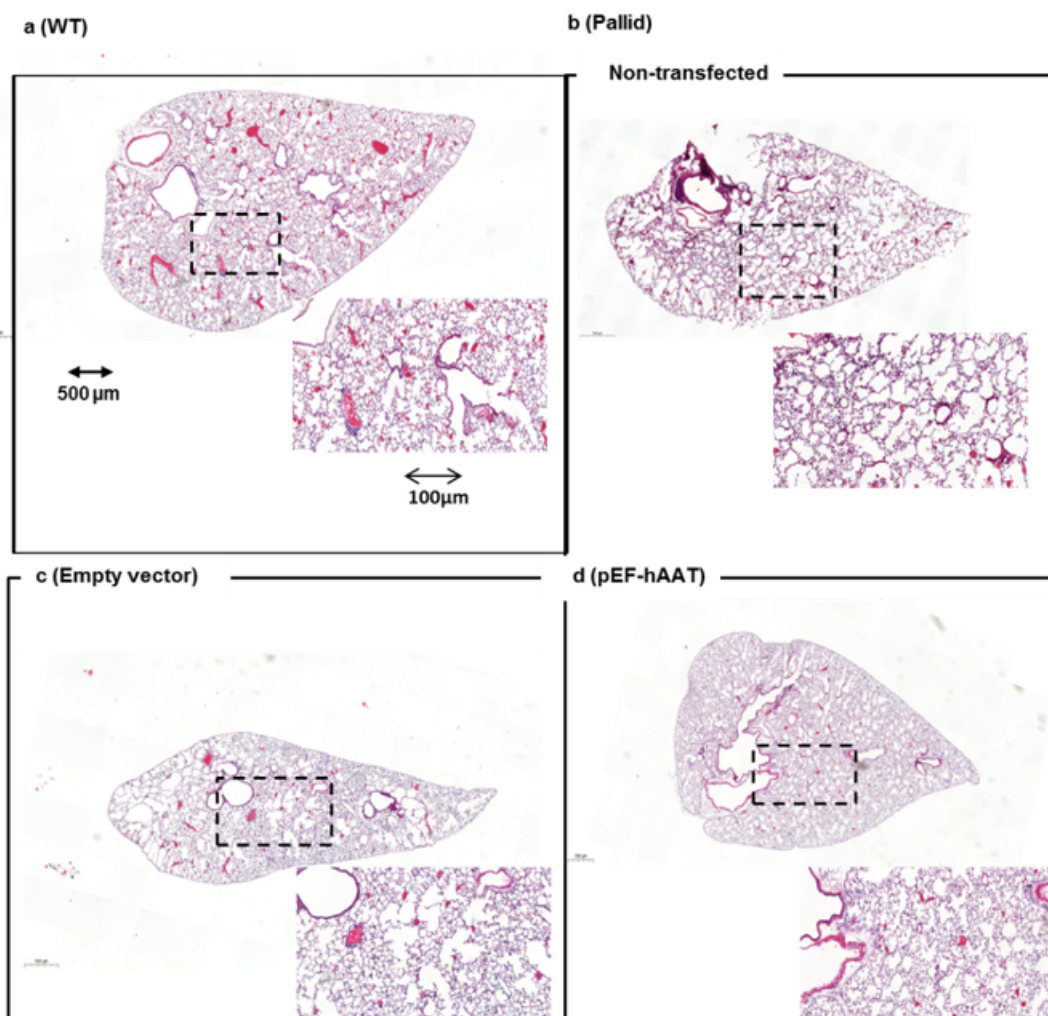 a (WT)
b (Pallid)
Non-transfected
500 µm
100µm
c (Empty vector)
d (pEF-hAAT)